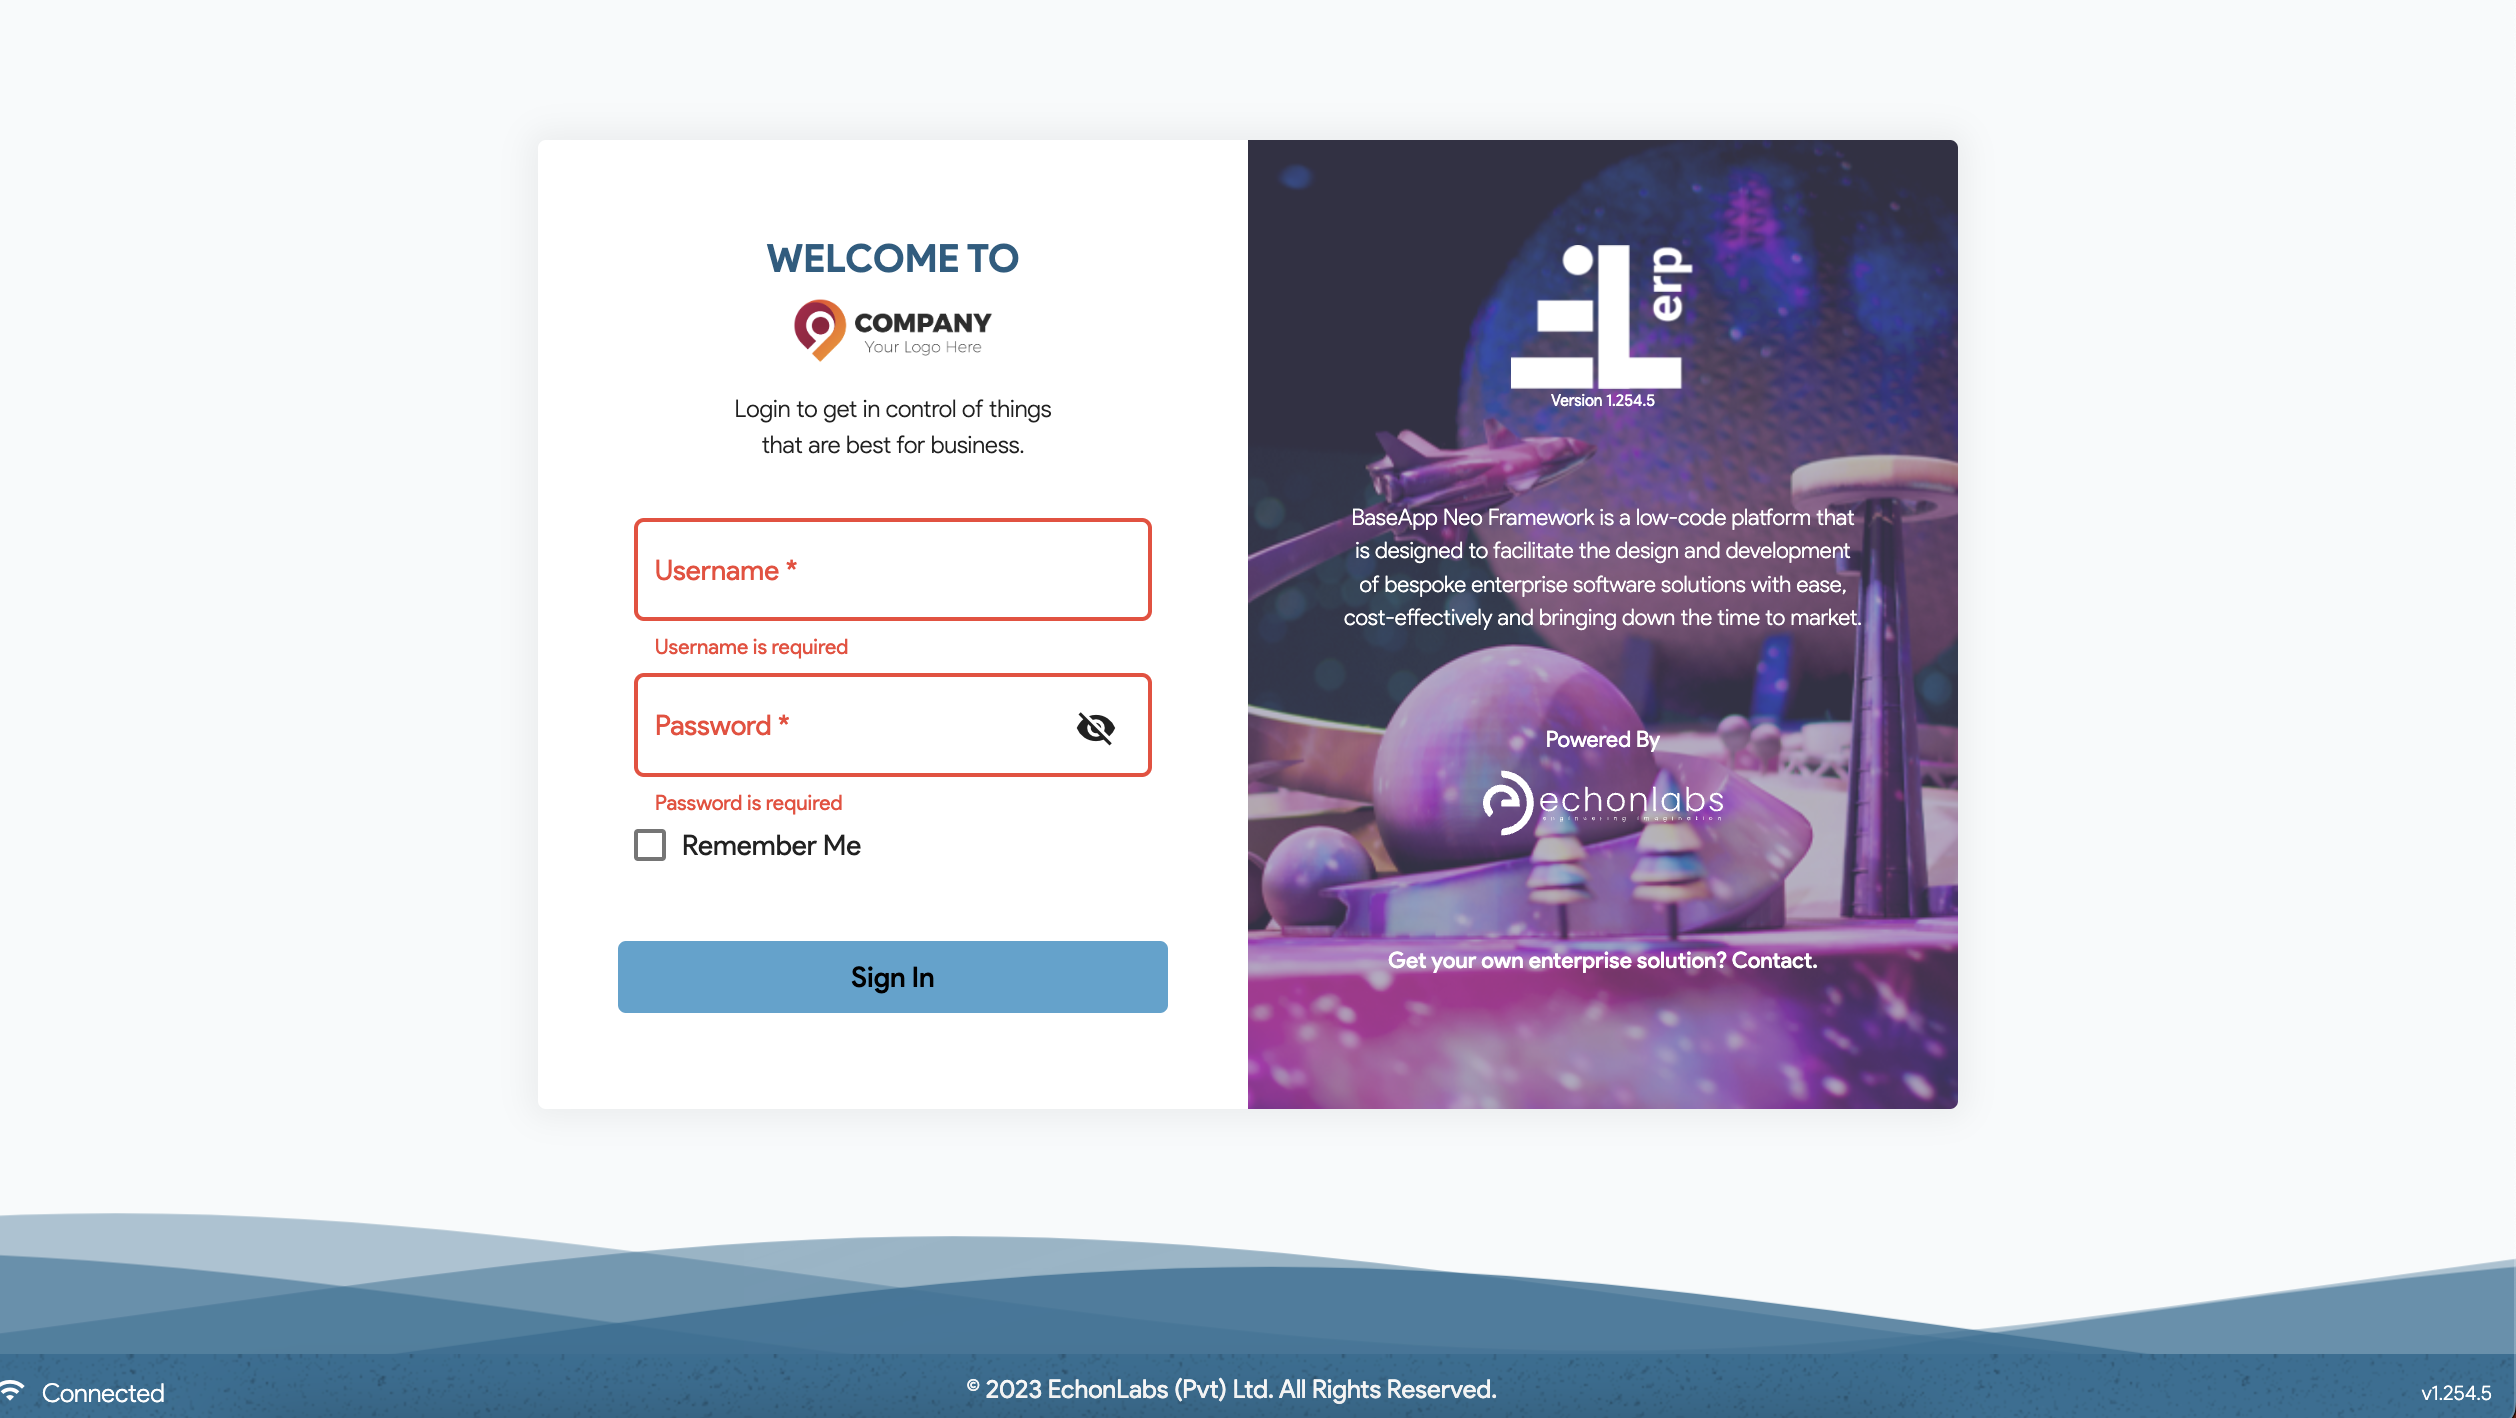 WELCOME TO
COMPANY
Your Logo Here
Login to get in control of things
that are best for business.
Username *
Username is required
Password *
Password is required
Remember Me
Sign In
erp
Version 1.254.5
BaseApp Neo Framework is a low-code platform that
is designed to facilitate the design and development
of bespoke enterprise software solutions with ease,
cost-effectively and bringing down the time to market.
Powered By
echonlabs
engineering imagination
Get your own enterprise solution? Contact.
Connected
© 2023 EchonLabs (Pvt) Ltd. All Rights Reserved.
v1.254.5